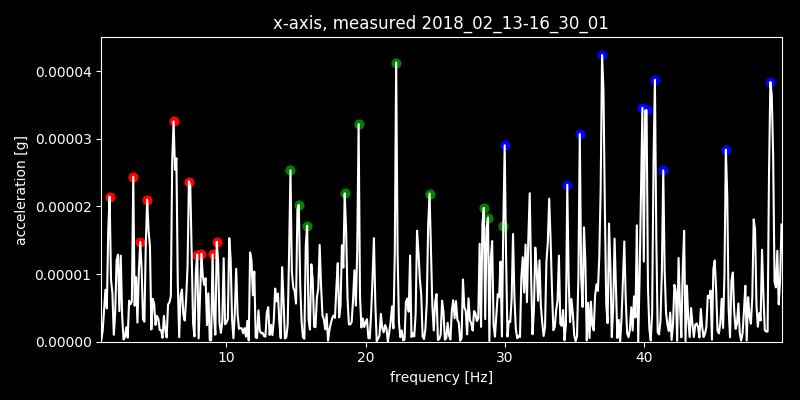 x-axis, measured 2018_02_13-16_30_01
acceleration [g]
0.00004
0.00003
0.00002
0.00001
0.00000
10 20 30 40
frequency [Hz]